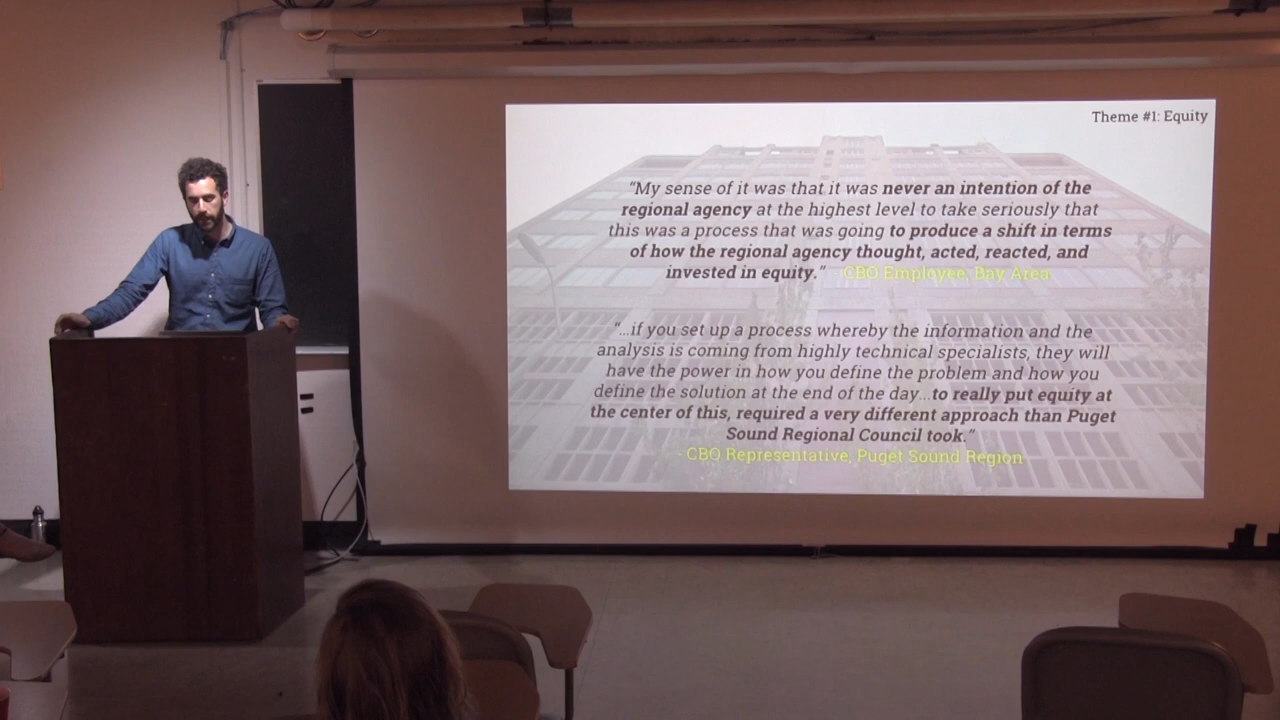 Theme #1: Equity
"My sense of it was that it was never an intention of the
regional agency at the highest level to take seriously that
this was a process that was going to produce a shift in terms
of how the regional agency thought, acted, reacted, and
invested in equity." - CBO Employee, Bay Area
"...if you set up a process whereby the information and the
analysis is coming from highly technical specialists, they will
have the power in how you define the problem and how you
define the solution at the end of the day...to really put equity at
the center of this, required a very different approach than Puget
Sound Regional Council took."
- CBO Representative, Puget Sound Region